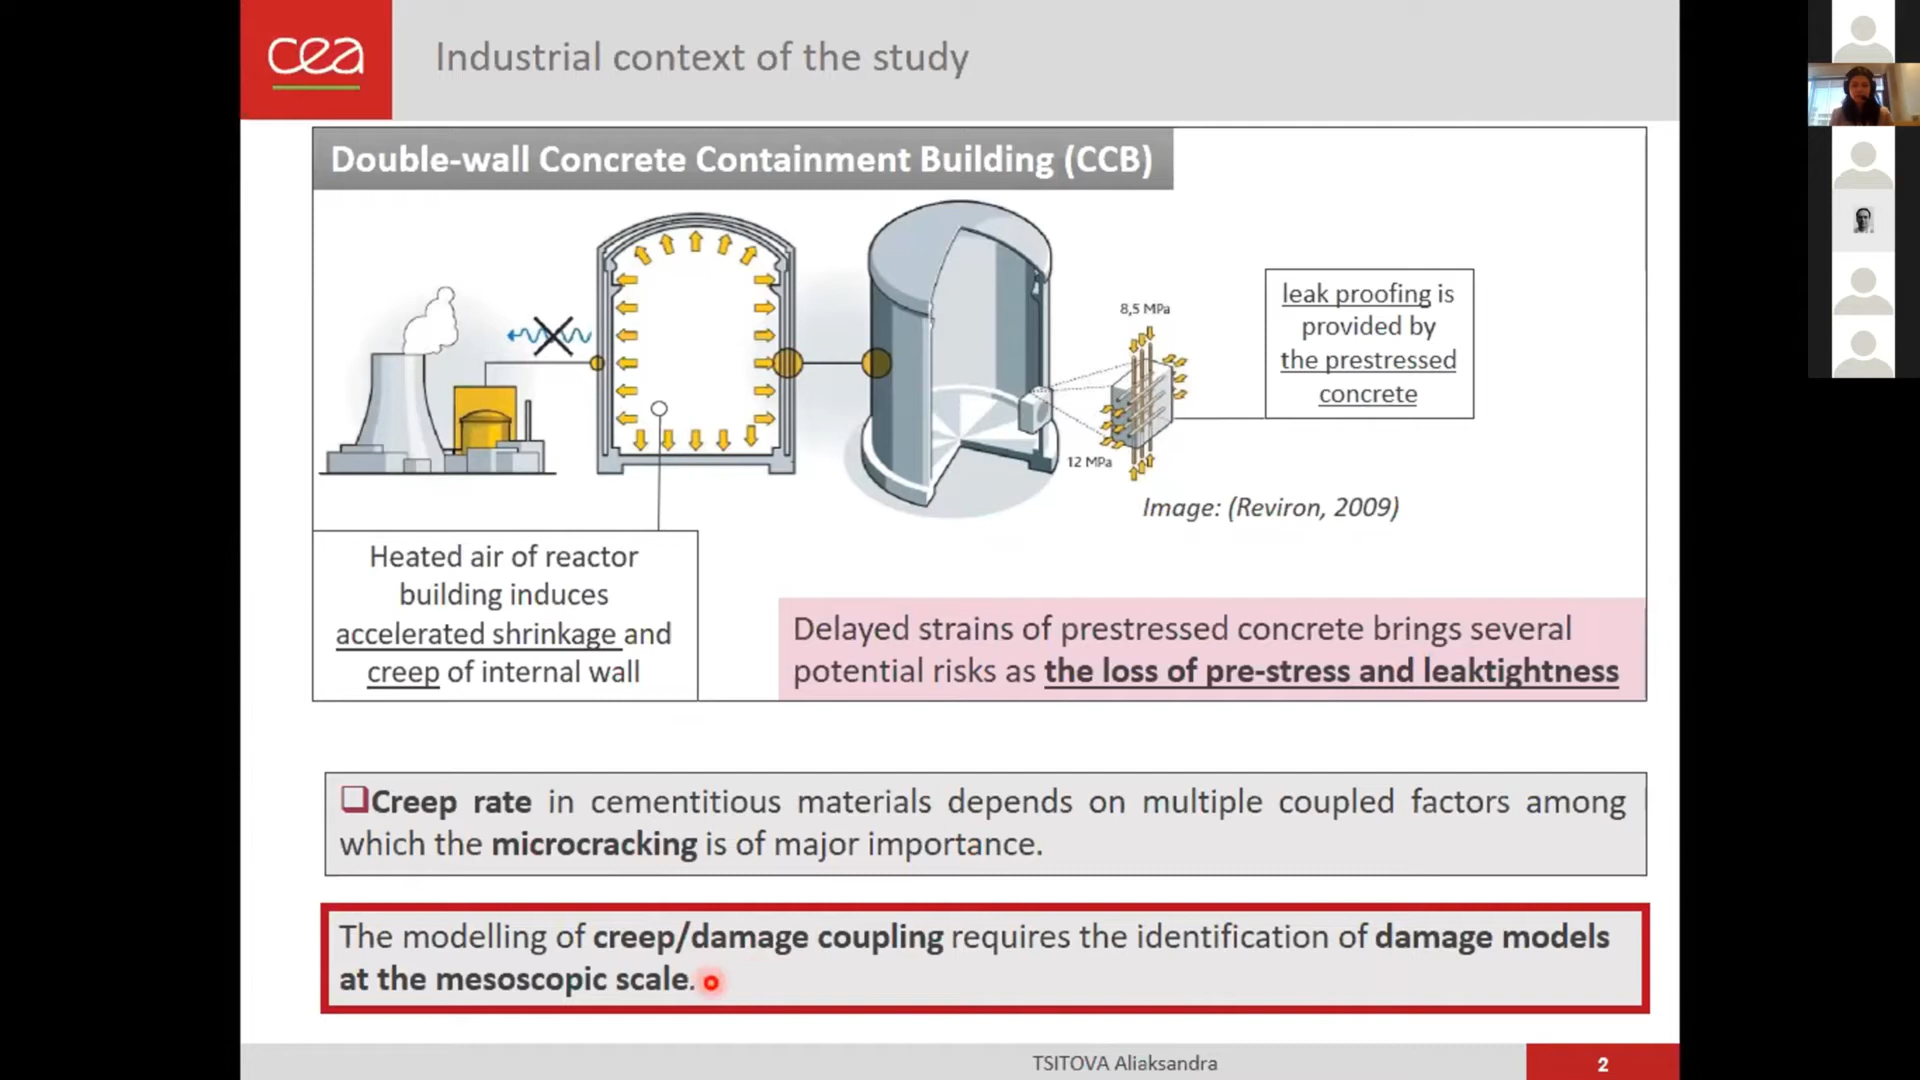 cea
Industrial context of the study
Double-wall Concrete Containment Building (CCB)
8,5 MPa
12 MPa
leak proofing is
provided by
the prestressed
concrete
Image: (Reviron, 2009)
Heated air of reactor
building induces
accelerated shrinkage and
creep of internal wall
Delayed strains of prestressed concrete brings several
potential risks as the loss of pre-stress and leaktightness
Creep rate in cementitious materials depends on multiple coupled factors among
which the microcracking is of major importance.
The modelling of creep/damage coupling requires the identification of damage models
at the mesoscopic scale.
TSITOVA Aliaksandra
2